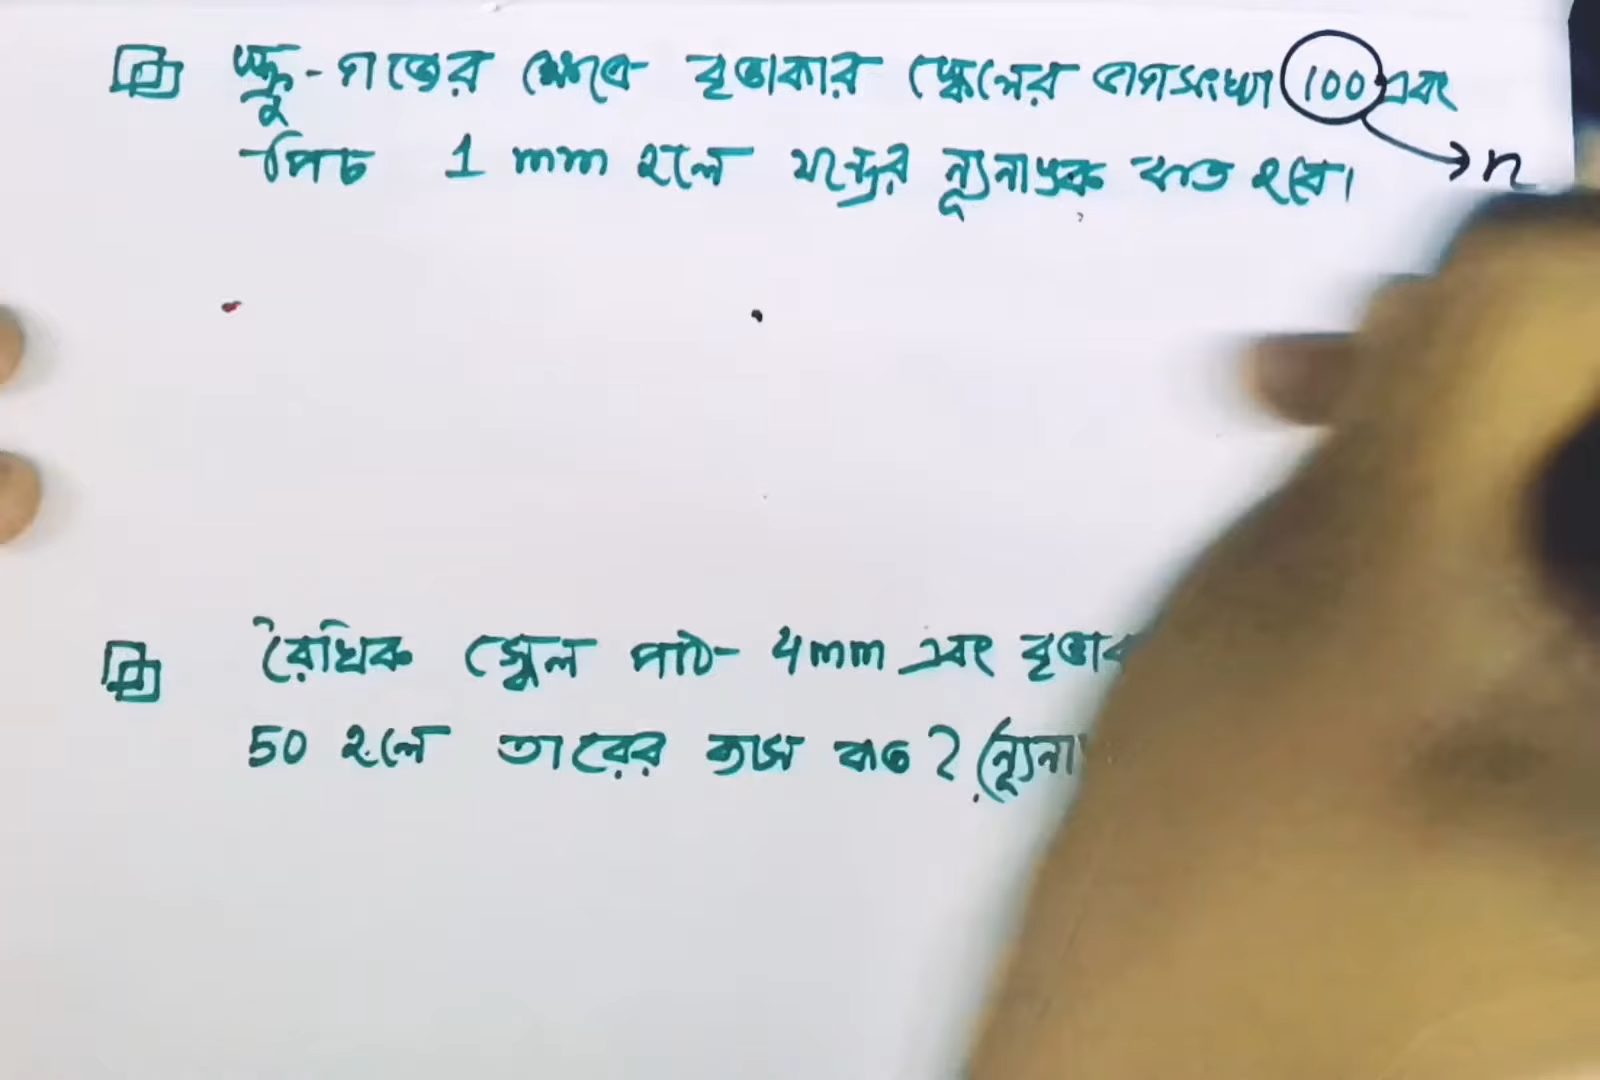 স্ক্রু-গজের ক্ষেত্রে বৃত্তাকার স্কেলের ভাগসংখ্যা 100 এবং
পিচ 1 mm হলে যন্ত্রের ন্যূনাঙ্ক কত হবে।
→ n
রৈখিক স্কেল পাঠ- 4mm এবং
50 হলে তারের ব্যাস কত? (